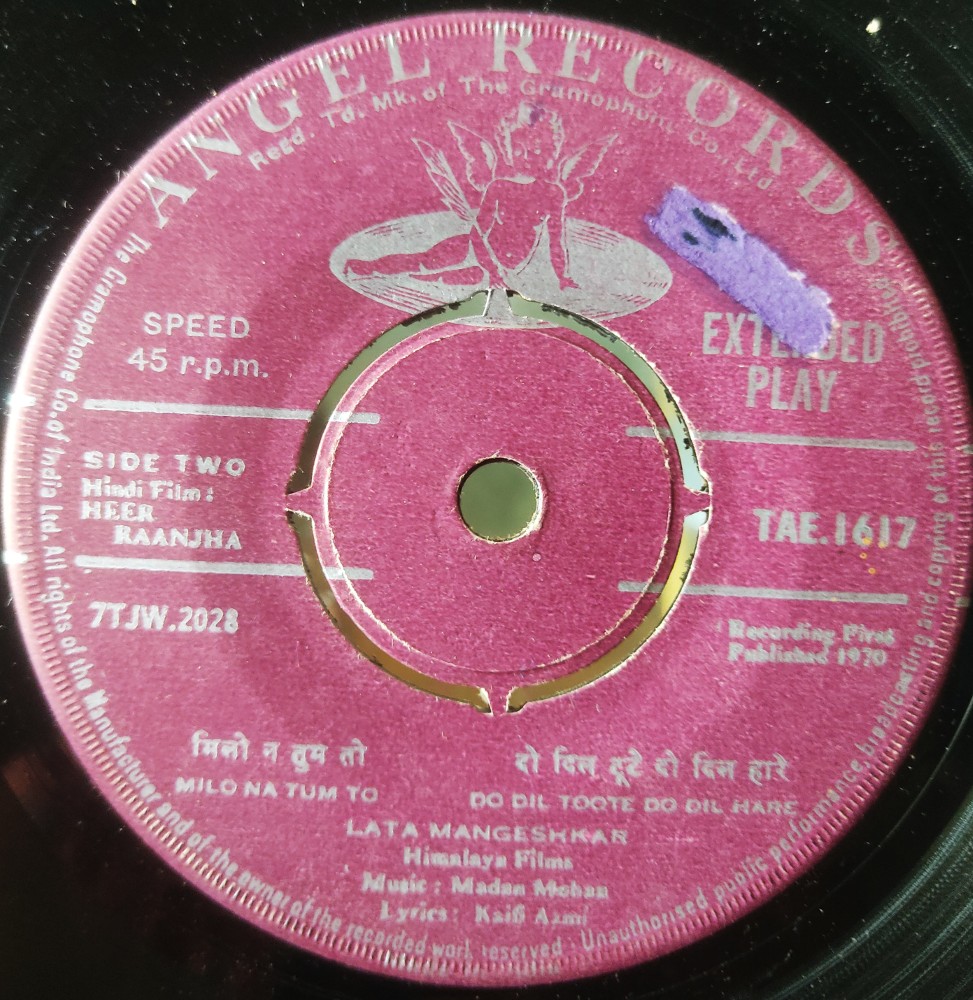 ANGEL RECORDS
Regd. Td. Mk. of The Gramophone Co., Ltd
SPEED
45 r.p.m.
EXTENDED
PLAY
SIDE TWO
Hindi Film:
HEER
RAANJHA
TAE.1617
7TJW.2028
Recording First
Published 1970
मिलो न तुम तो
MILO NA TUM TO
दो दिल टूटे दो दिल हारे
DO DIL TOOTE DO DIL HARE
LATA MANGESHKAR
Himalaya Films
Music : Madan Mohan
Lyrics: Kaifi Azmi
The Gramophone Co. of India Ltd. All rights of the Manufacturer and of the owner of the recorded work reserved. Unauthorised public performance, broadcasting and copying of this record prohibited